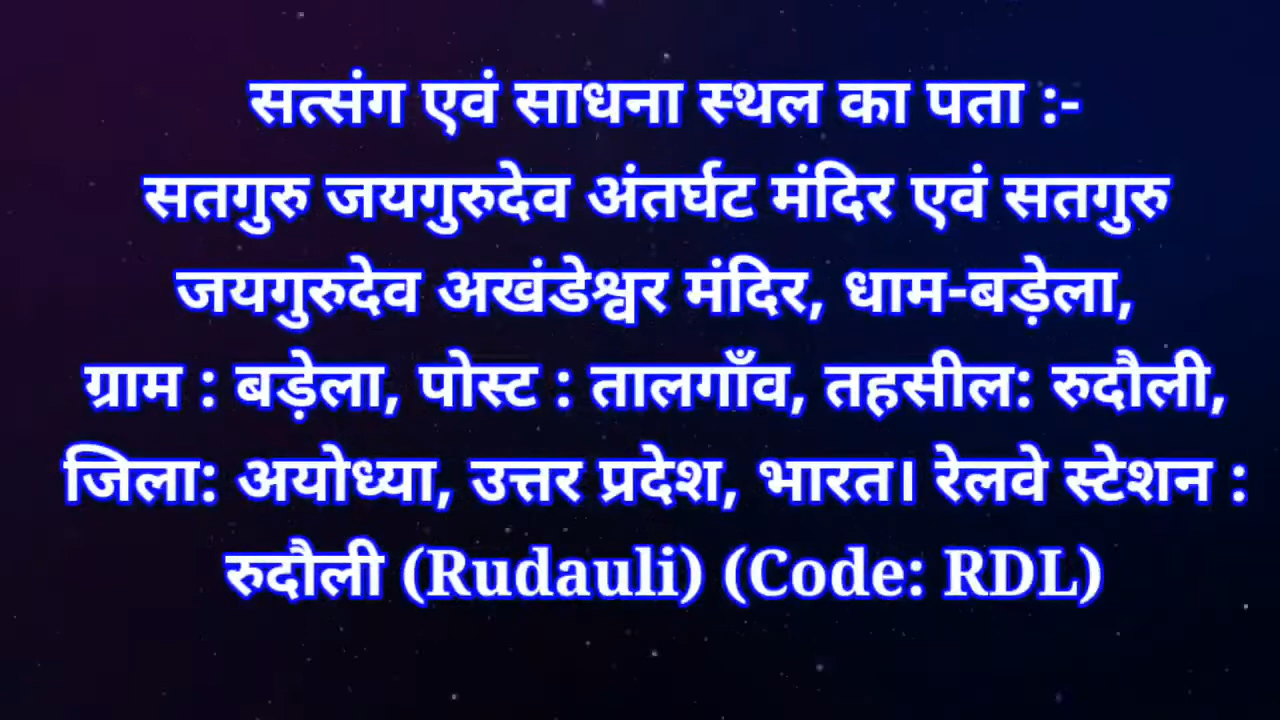 सत्संग एवं साधना स्थल का पता :-
सतगुरु जयगुरुदेव अंतर्घट मंदिर एवं सतगुरु
जयगुरुदेव अखंडेश्वर मंदिर, धाम-बड़ेला,
ग्राम : बड़ेला, पोस्ट : तालगाँव, तहसील: रुदौली,
जिला: अयोध्या, उत्तर प्रदेश, भारत। रेलवे स्टेशन :
रुदौली (Rudauli) (Code: RDL)